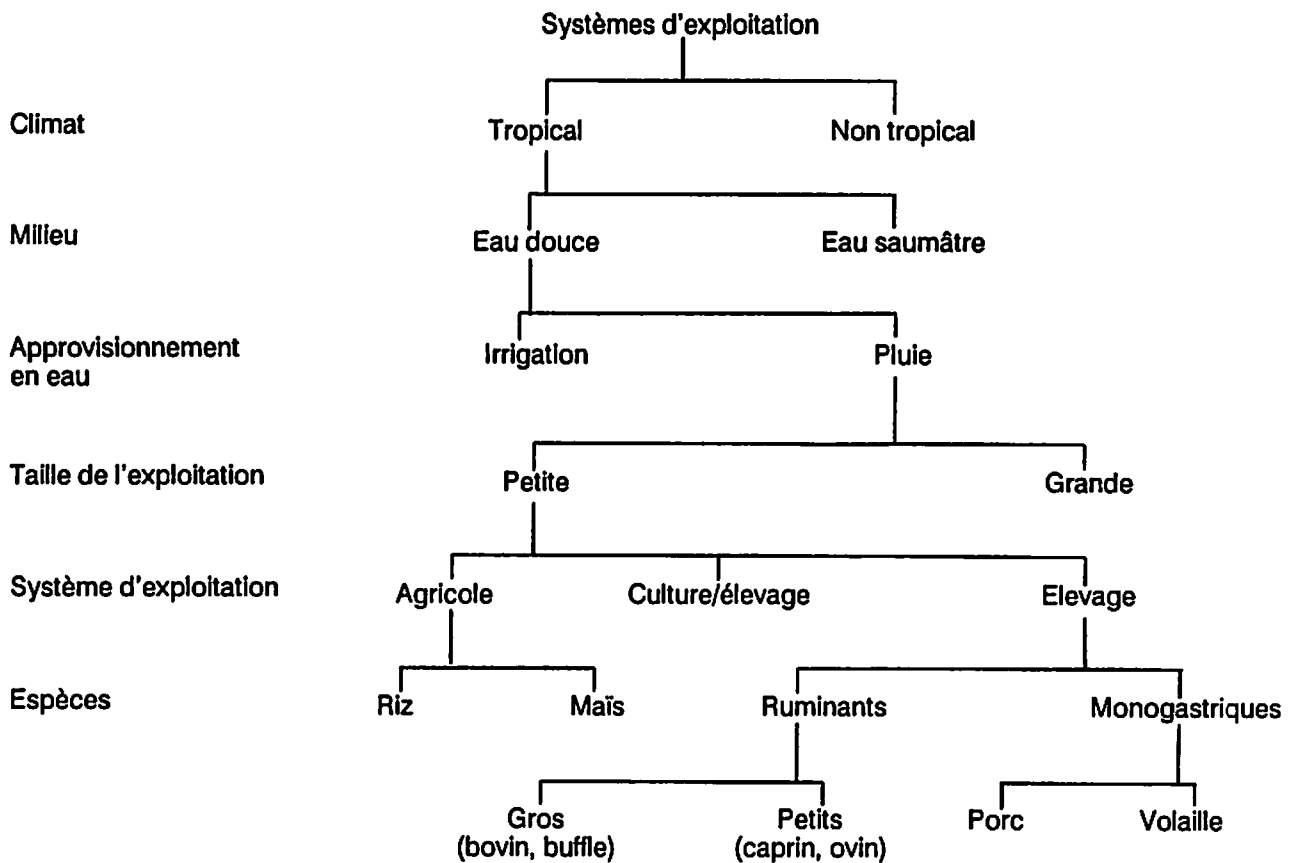 Systèmes d'exploitation
Climat
Tropical
Non tropical
Milieu
Eau douce
Eau saumâtre
Approvisionnement
en eau
Irrigation
Pluie
Taille de l'exploitation
Petite
Grande
Système d'exploitation
Agricole
Culture/élevage
Elevage
Espèces
Riz
Maïs
Ruminants
Monogastriques
Gros
(bovin, buffle)
Petits
(caprin, ovin)
Porc
Volaille